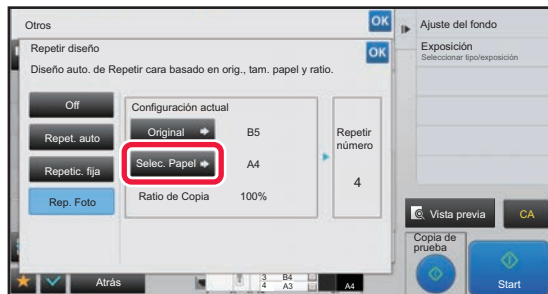 Otros
OK
Repetir diseño
OK
Diseño auto. de Repetir cara basado en orig., tam. papel y ratio.
Off
Repet. auto
Repetic. fija
Rep. Foto
Configuración actual
Original
B5
Selec. Papel
A4
Ratio de Copia
100%
Repetir
número
4
Ajuste del fondo
Exposición
Seleccionar tipo/exposición
Vista previa
CA
Copia de
prueba
Start
Atrás
3 B4
4 A3
A4